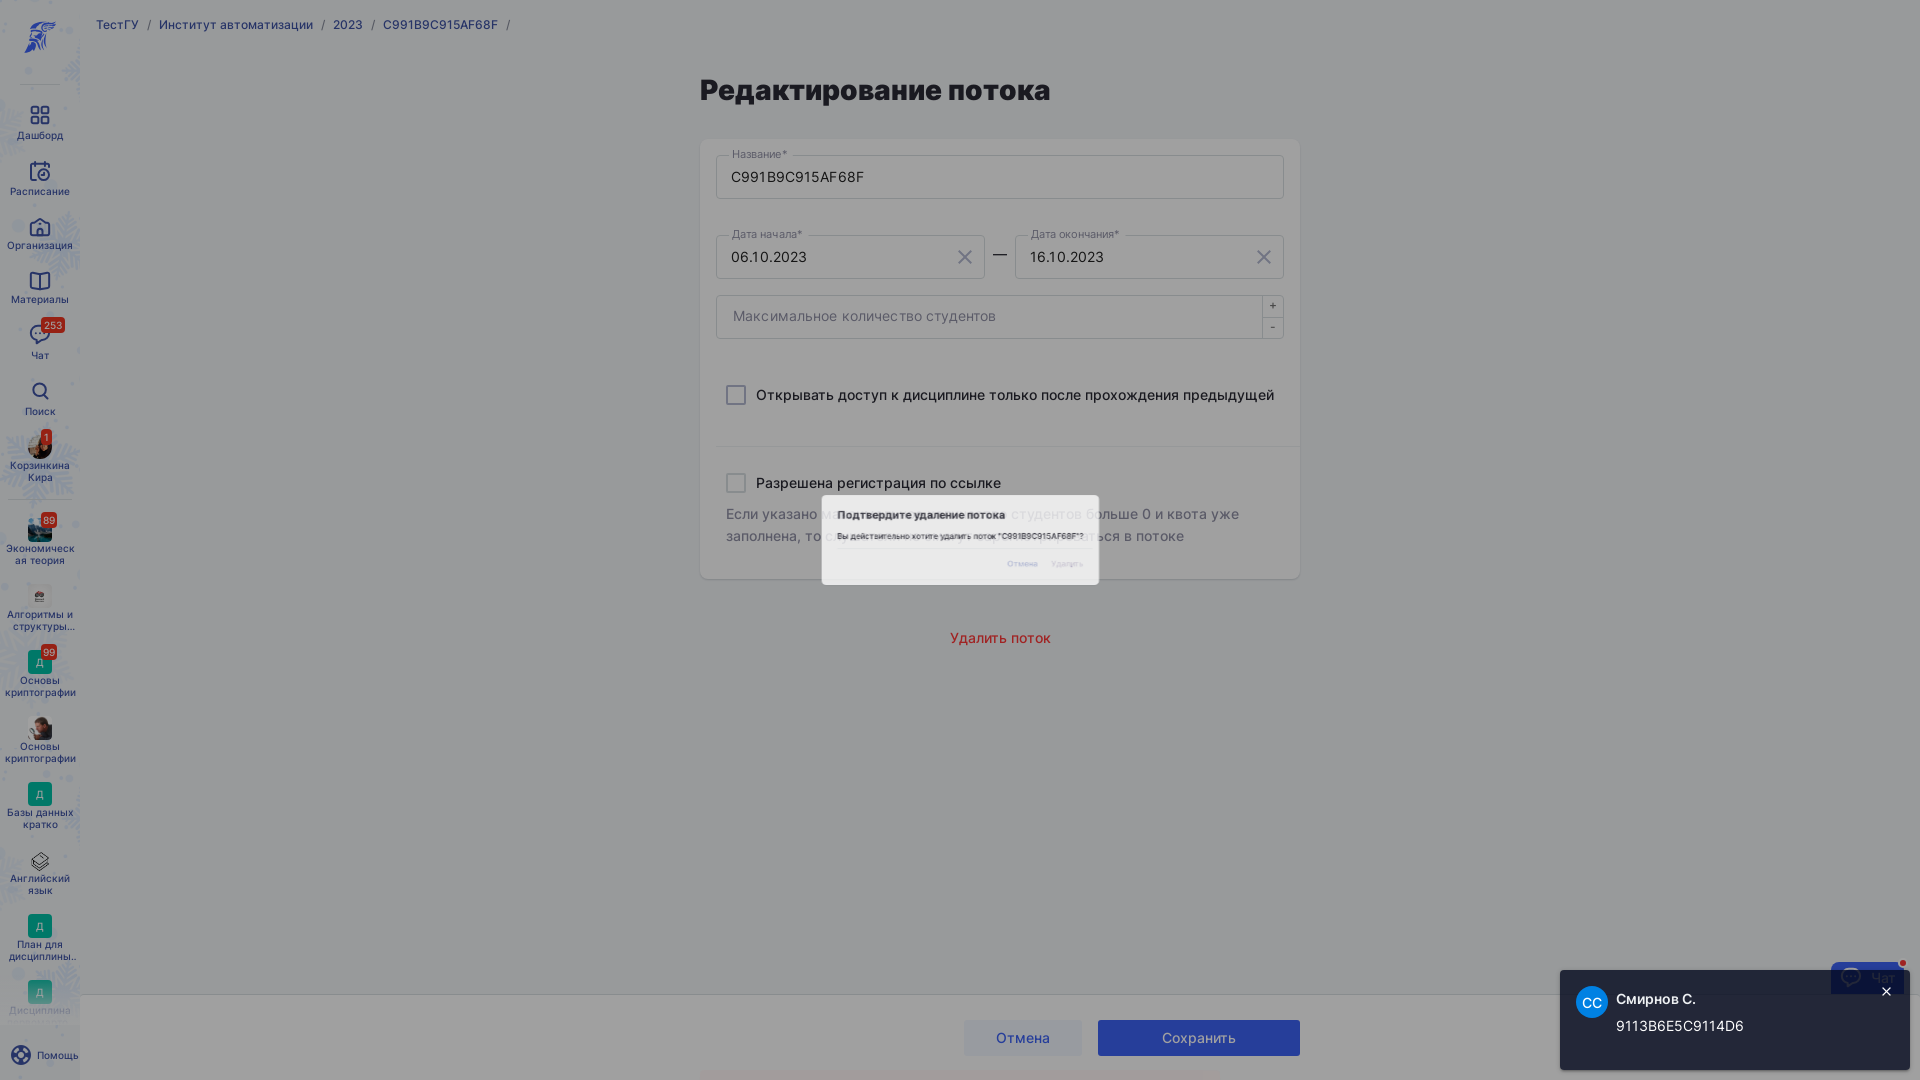 ТестГУ / Институт автоматизации / 2023 / C991B9C915AF68F /
Дашборд
Расписание
Организация
Материалы
253
Чат
Поиск
1
Корзинкина
Кира
89
Экономическ
ая теория
Алгоритмы и
структуры...
99
Д
Основы
криптографии
Основы
криптографии
Д
Базы данных
кратко
Английский
язык
Д
План для
дисциплины..
Д
Дисциплина
Помощь
Редактирование потока
Название*
C991B9C915AF68F
Дата начала*
06.10.2023
—
Дата окончания*
16.10.2023
Максимальное количество студентов
+
-
Открывать доступ к дисциплине только после прохождения предыдущей
Разрешена регистрация по ссылке
Если указано студентов больше 0 и квота уже
заполнена, то в потоке
Подтвердите удаление потока
Вы действительно хотите удалить поток "C991B9C915AF68F"?
Отмена
Удалить
Удалить поток
Отмена
Сохранить
Чат
СС
Смирнов С.
9113B6E5C9114D6